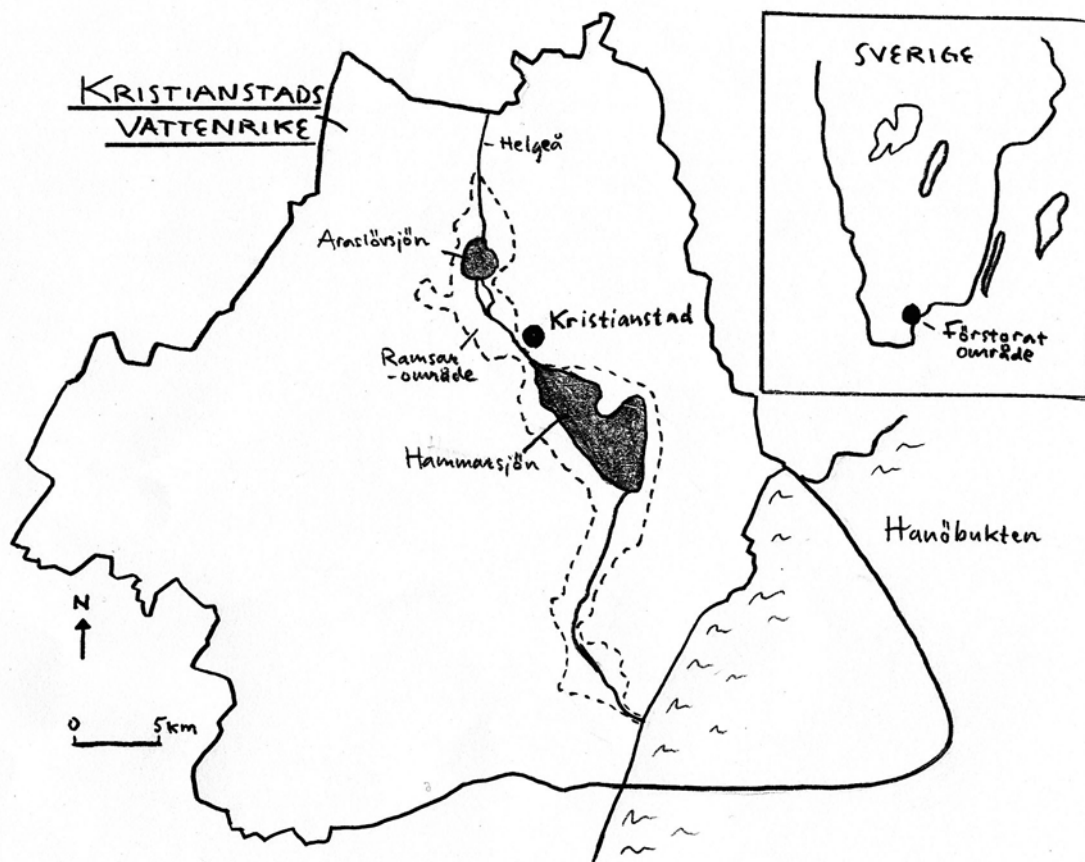 KRISTIANSTADS
VATTENRIKE
Helgeå
Araslövsjön
Kristianstad
Ramsar
-område
Hammarsjön
N
0 5km
SVERIGE
Förstorat
område
Hanöbukten